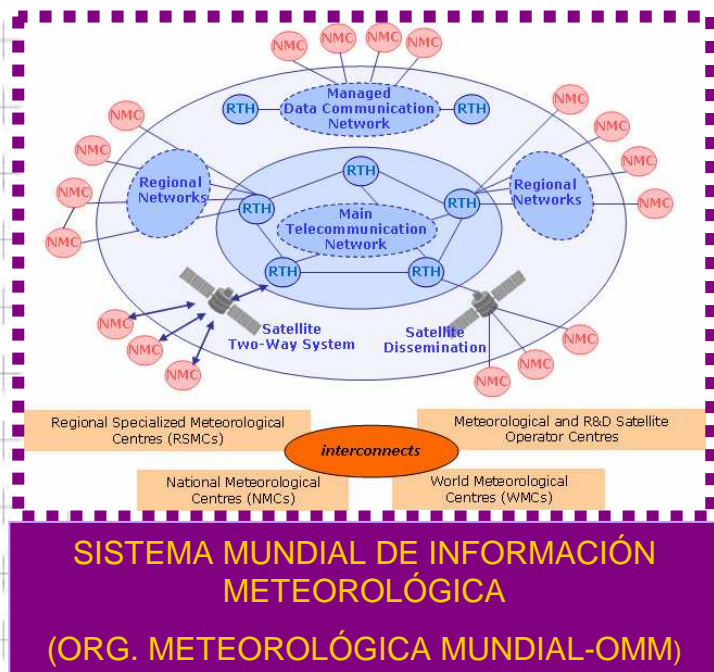 NMC
NMC
NMC
NMC
NMC
NMC
NMC
NMC
NMC
NMC
NMC
NMC
Managed
Data Communication
Network
RTH
RTH
RTH
Regional
Networks
Regional
Networks
RTH
RTH
Main
Telecommunication
Network
RTH
RTH
Satellite
Two-Way System
Satellite
Dissemination
NMC
NMC
NMC
NMC
NMC
NMC
Regional Specialized Meteorological
Centres (RSMCs)
Meteorological and R&D Satellite
Operator Centres
interconnects
National Meteorological
Centres (NMCs)
World Meteorological
Centres (WMCs)
SISTEMA MUNDIAL DE INFORMACIÓN
METEOROLÓGICA
(ORG. METEOROLÓGICA MUNDIAL-OMM)